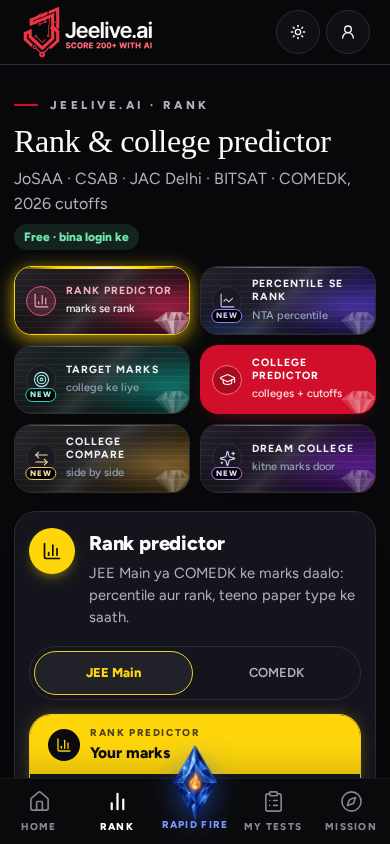 Jeelive.ai
SCORE 200+ WITH AI
JEELIVE.AI · RANK
Rank & college predictor
JoSAA · CSAB · JAC Delhi · BITSAT · COMEDK,
2026 cutoffs
Free · bina login ke
RANK PREDICTOR
marks se rank
PERCENTILE SE
RANK
NTA percentile
NEW
TARGET MARKS
college ke liye
NEW
COLLEGE
PREDICTOR
colleges + cutoffs
COLLEGE
COMPARE
side by side
NEW
DREAM COLLEGE
kitne marks door
NEW
Rank predictor
JEE Main ya COMEDK ke marks daalo:
percentile aur rank, teeno paper type ke
saath.
JEE Main
COMEDK
RANK PREDICTOR
Your marks
HOME
RANK
RAPID FIRE
MY TESTS
MISSION